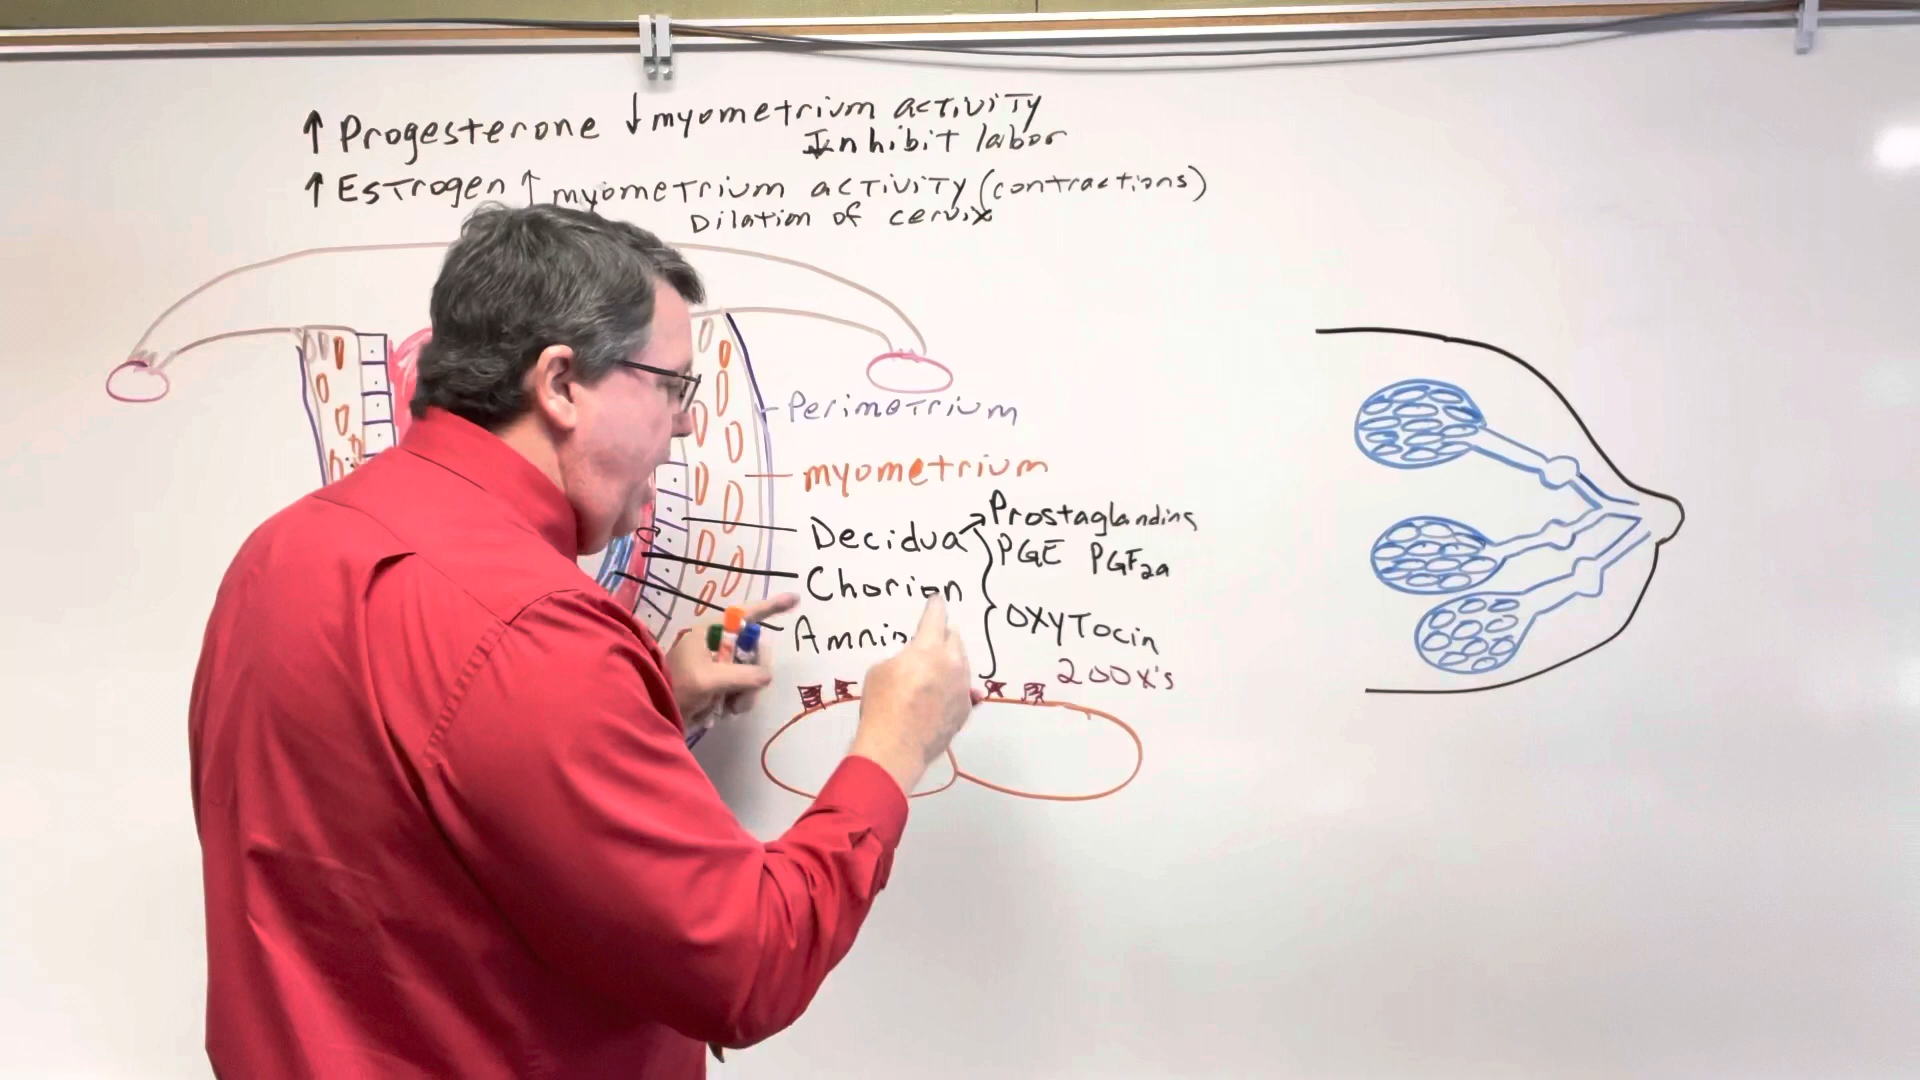 ↑ Progesterone ↓ myometrium activity
Inhibit labor
↑ Estrogen ↑ myometrium activity (contractions)
Dilation of cervix
Perimetrium
myometrium
Decidua → Prostaglandins
PGE PGF2a
Chorion
Oxytocin
Amnio
200x's